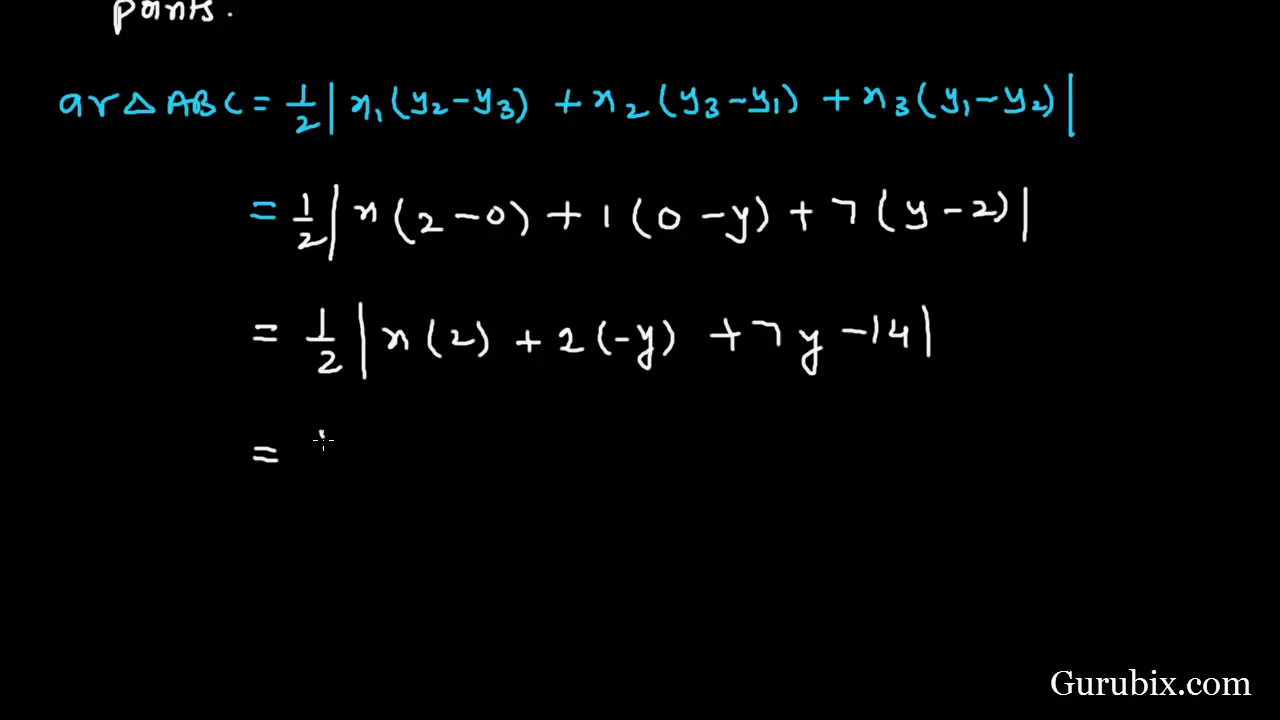 points.
ar△ABC = 1/2 | x₁(y₂-y₃) + x₂(y₃-y₁) + x₃(y₁-y₂) |
= 1/2 | x(2-0) + 1(0-y) + 7(y-2) |
= 1/2 | x(2) + 2(-y) + 7y -14 |
=
Gurubix.com